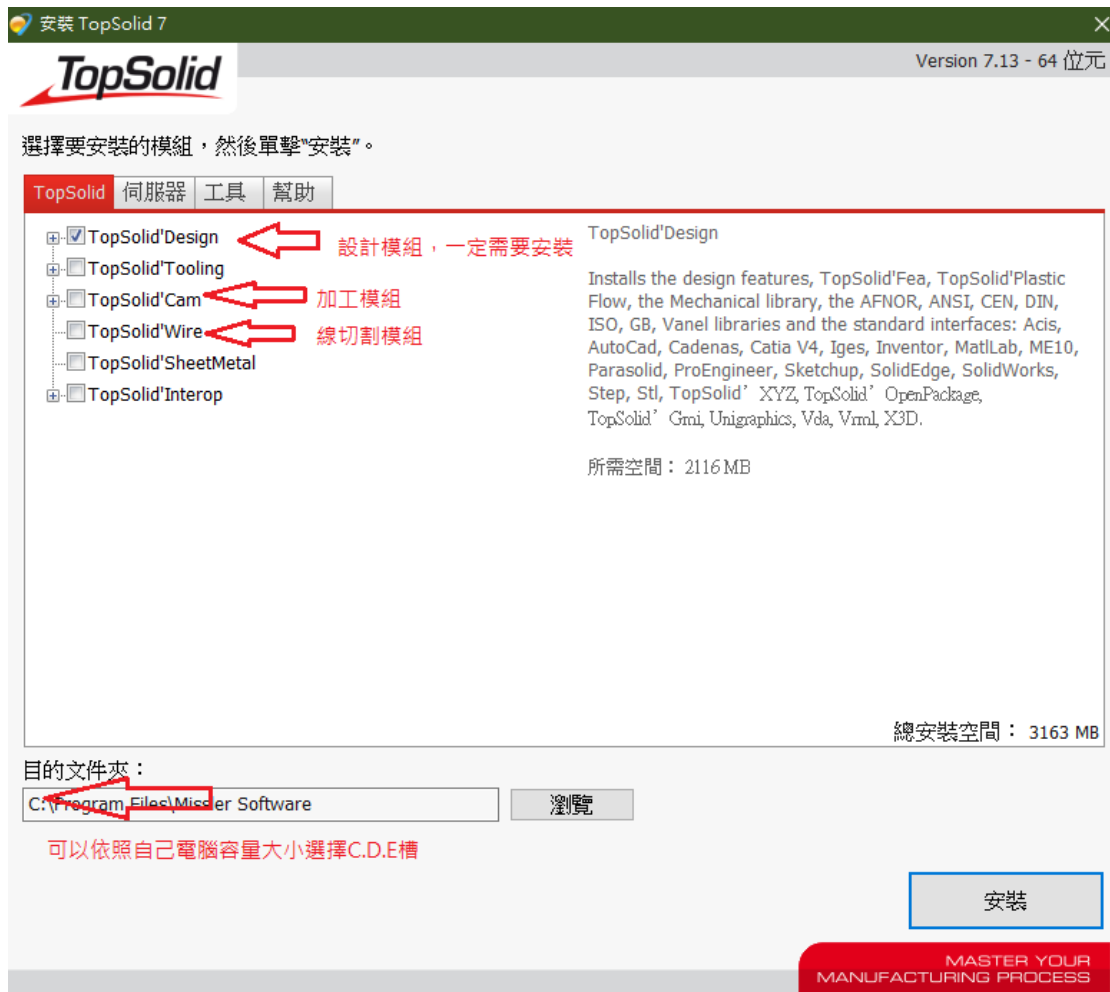 安裝 TopSolid 7
TopSolid
Version 7.13 - 64 位元
選擇要安裝的模組，然後單擊"安裝"。
TopSolid 伺服器 工具 幫助
TopSolid'Design
設計模組，一定需要安裝
TopSolid'Tooling
TopSolid'Cam
加工模組
TopSolid'Wire
線切割模組
TopSolid'SheetMetal
TopSolid'Interop
TopSolid'Design
Installs the design features, TopSolid'Fea, TopSolid'Plastic
Flow, the Mechanical library, the AFNOR, ANSI, CEN, DIN,
ISO, GB, Vanel libraries and the standard interfaces: Acis,
AutoCad, Cadenas, Catia V4, Iges, Inventor, MatlLab, ME10,
Parasolid, ProEngineer, Sketchup, SolidEdge, SolidWorks,
Step, Stl, TopSolid’XYZ, TopSolid’OpenPackage,
TopSolid’Gmi, Unigraphics, Vda, Vrml, X3D.
所需空間： 2116 MB
總安裝空間： 3163 MB
目的文件夾：
C:\Program Files\Missler Software
瀏覽
可以依照自己電腦容量大小選擇C.D.E槽
安裝
MASTER YOUR
MANUFACTURING PROCESS